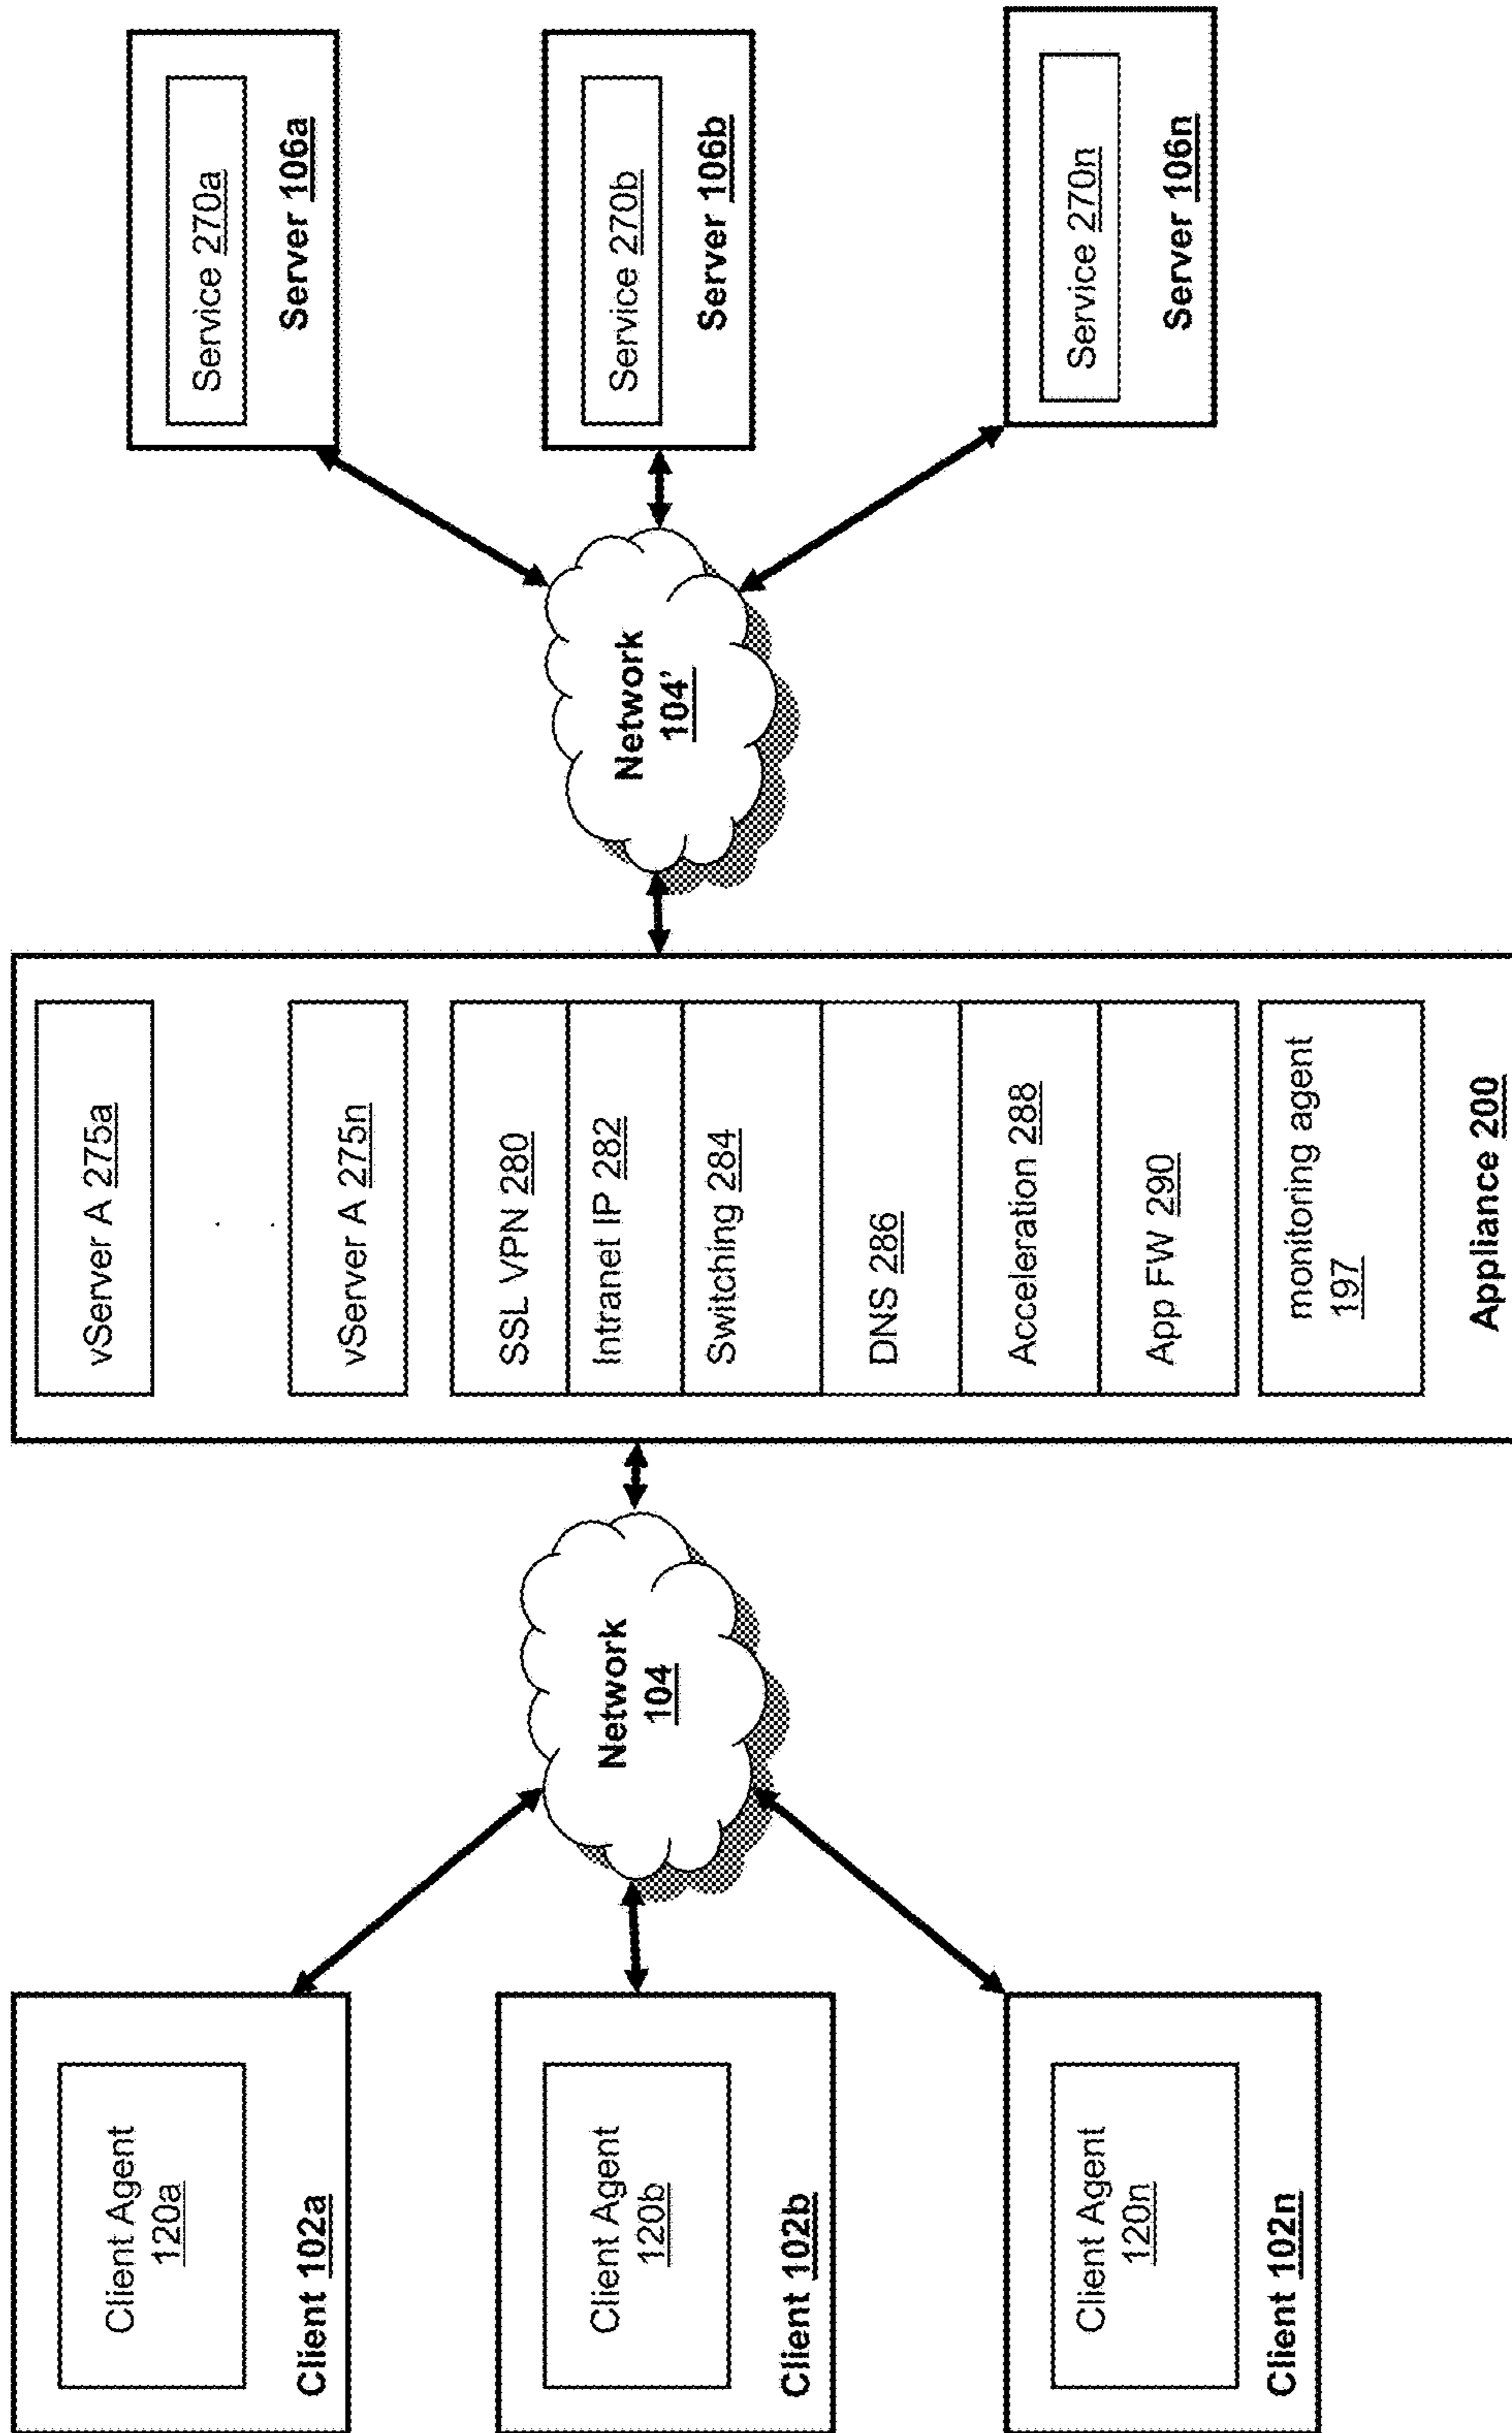 Client Agent
120a
Client 102a
Client Agent
120b
Client 102b
Client Agent
120n
Client 102n
Network
104
vServer A 275a
vServer A 275n
SSL VPN 280
Intranet IP 282
Switching 284
DNS 286
Acceleration 288
App FW 290
monitoring agent
197
Appliance 200
Network
104'
Service 270a
Server 106a
Service 270b
Server 106b
Service 270n
Server 106n